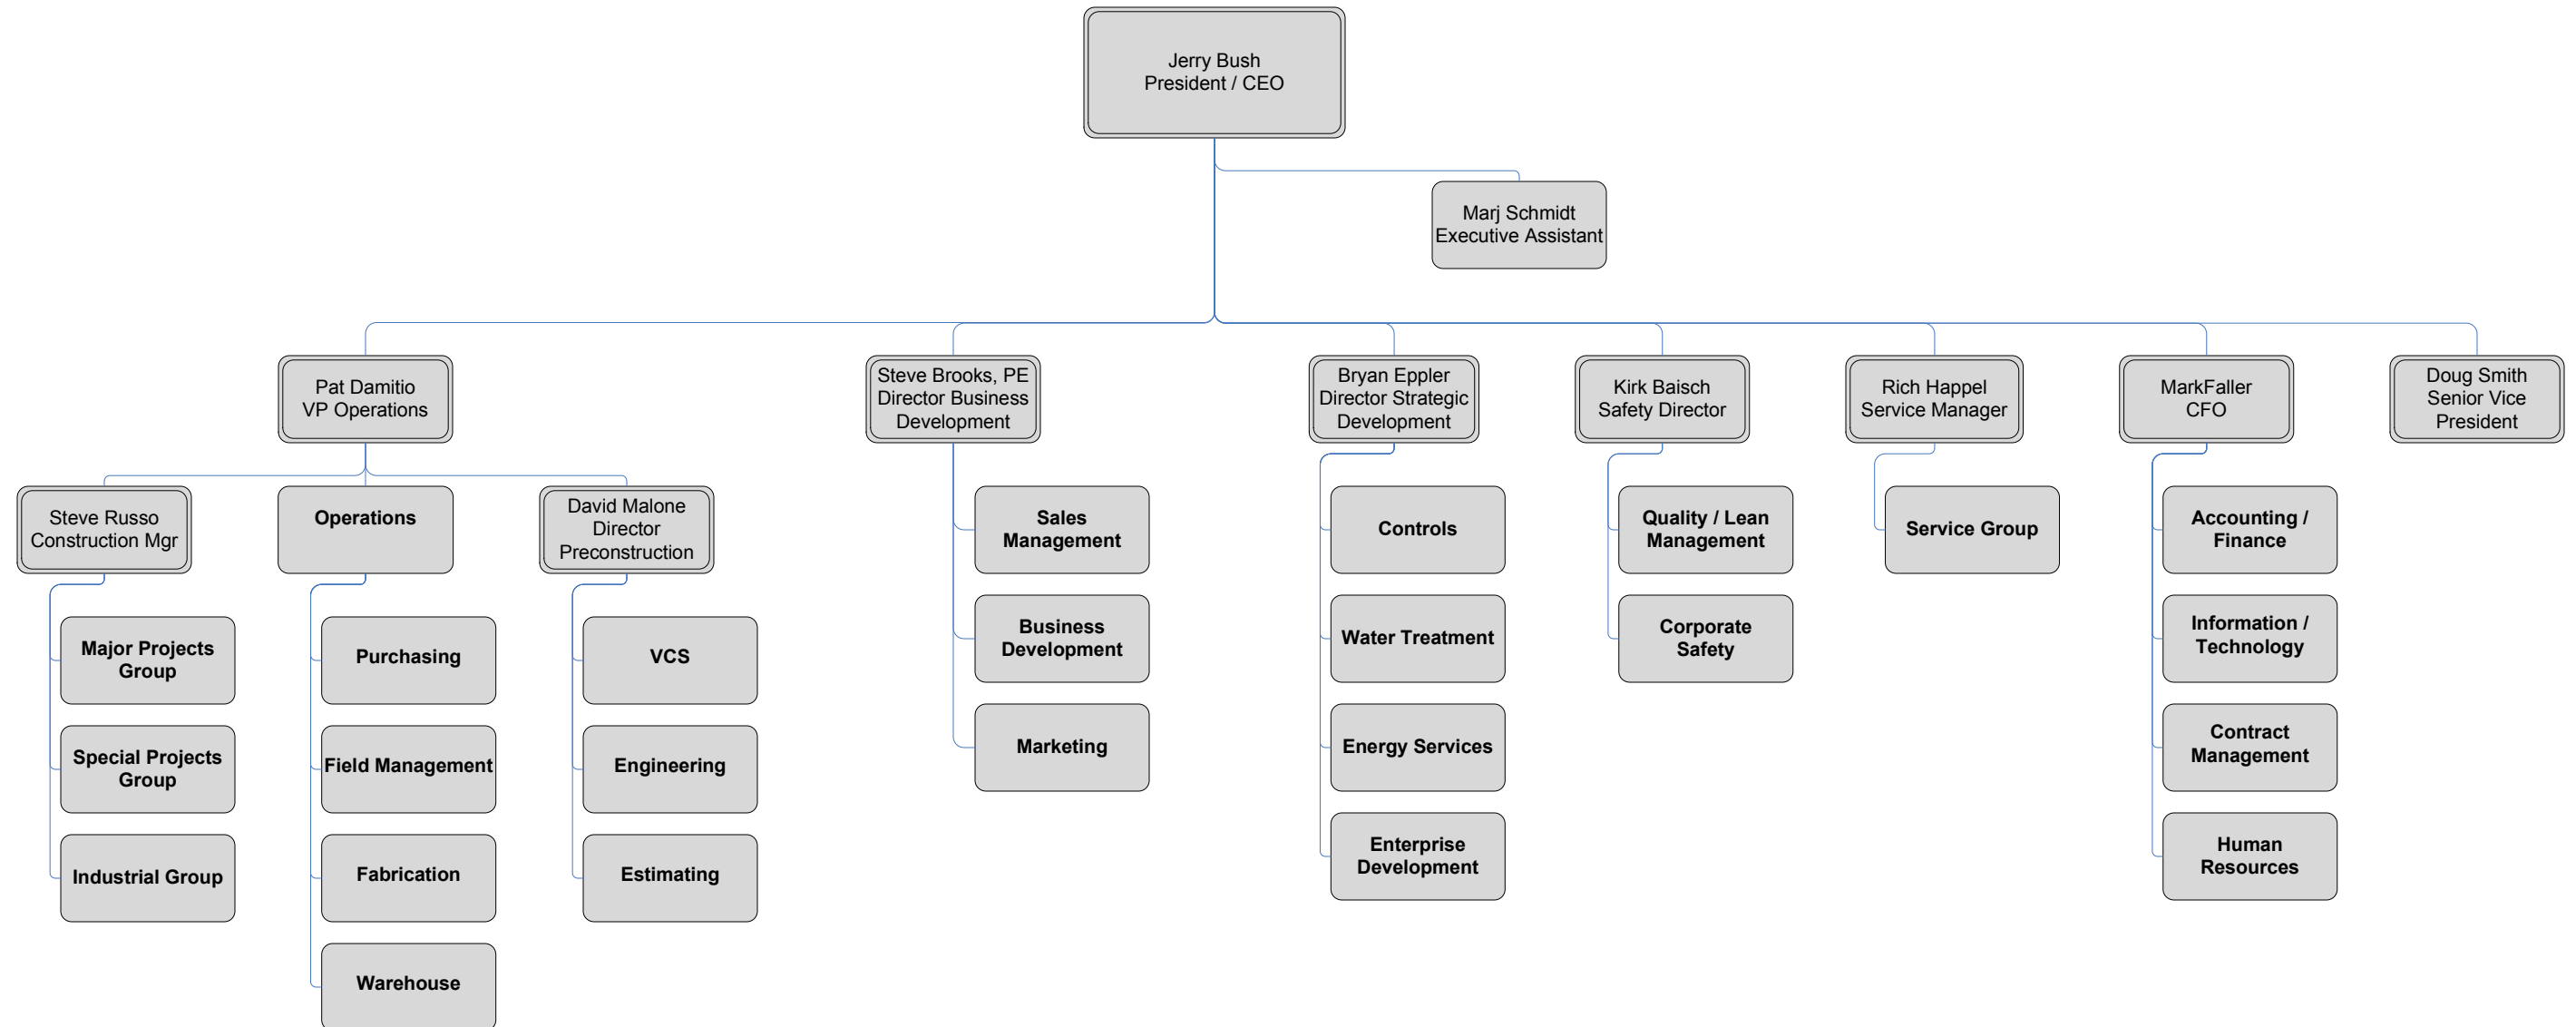 Jerry Bush
President / CEO
Marj Schmidt
Executive Assistant
Pat Damitio
VP Operations
Steve Brooks, PE
Director Business
Development
Bryan Eppler
Director Strategic
Development
Kirk Baisch
Safety Director
Rich Happel
Service Manager
MarkFaller
CFO
Doug Smith
Senior Vice
President
Steve Russo
Construction Mgr
Operations
David Malone
Director
Preconstruction
Sales
Management
Controls
Quality / Lean
Management
Service Group
Accounting /
Finance
Major Projects
Group
Purchasing
VCS
Business
Development
Water Treatment
Corporate
Safety
Information /
Technology
Special Projects
Group
Field Management
Engineering
Marketing
Energy Services
Contract
Management
Industrial Group
Fabrication
Estimating
Enterprise
Development
Human
Resources
Warehouse